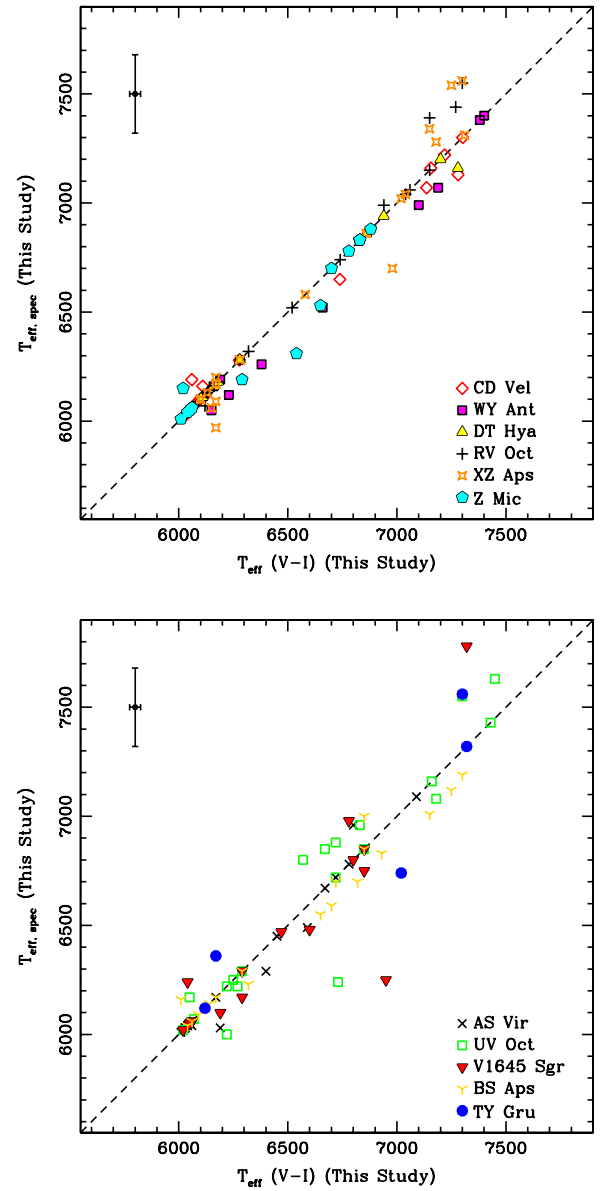 7500
7000
6500
6000
T_eff, spec (This Study)
CD Vel
WY Ant
DT Hya
RV Oct
XZ Aps
Z Mic
6000 6500 7000 7500
T_eff (V-I) (This Study)
7500
7000
6500
6000
T_eff, spec (This Study)
AS Vir
UV Oct
V1645 Sgr
BS Aps
TY Gru
6000 6500 7000 7500
T_eff (V-I) (This Study)